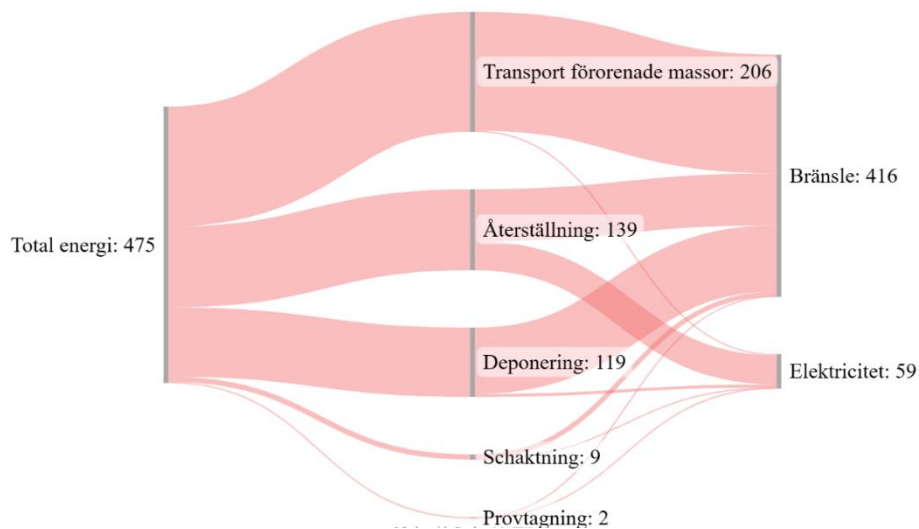 Transport förorenade massor: 206
Bränsle: 416
Återställning: 139
Total energi: 475
Deponering: 119
Elektricitet: 59
Schaktning: 9
Provtagning: 2